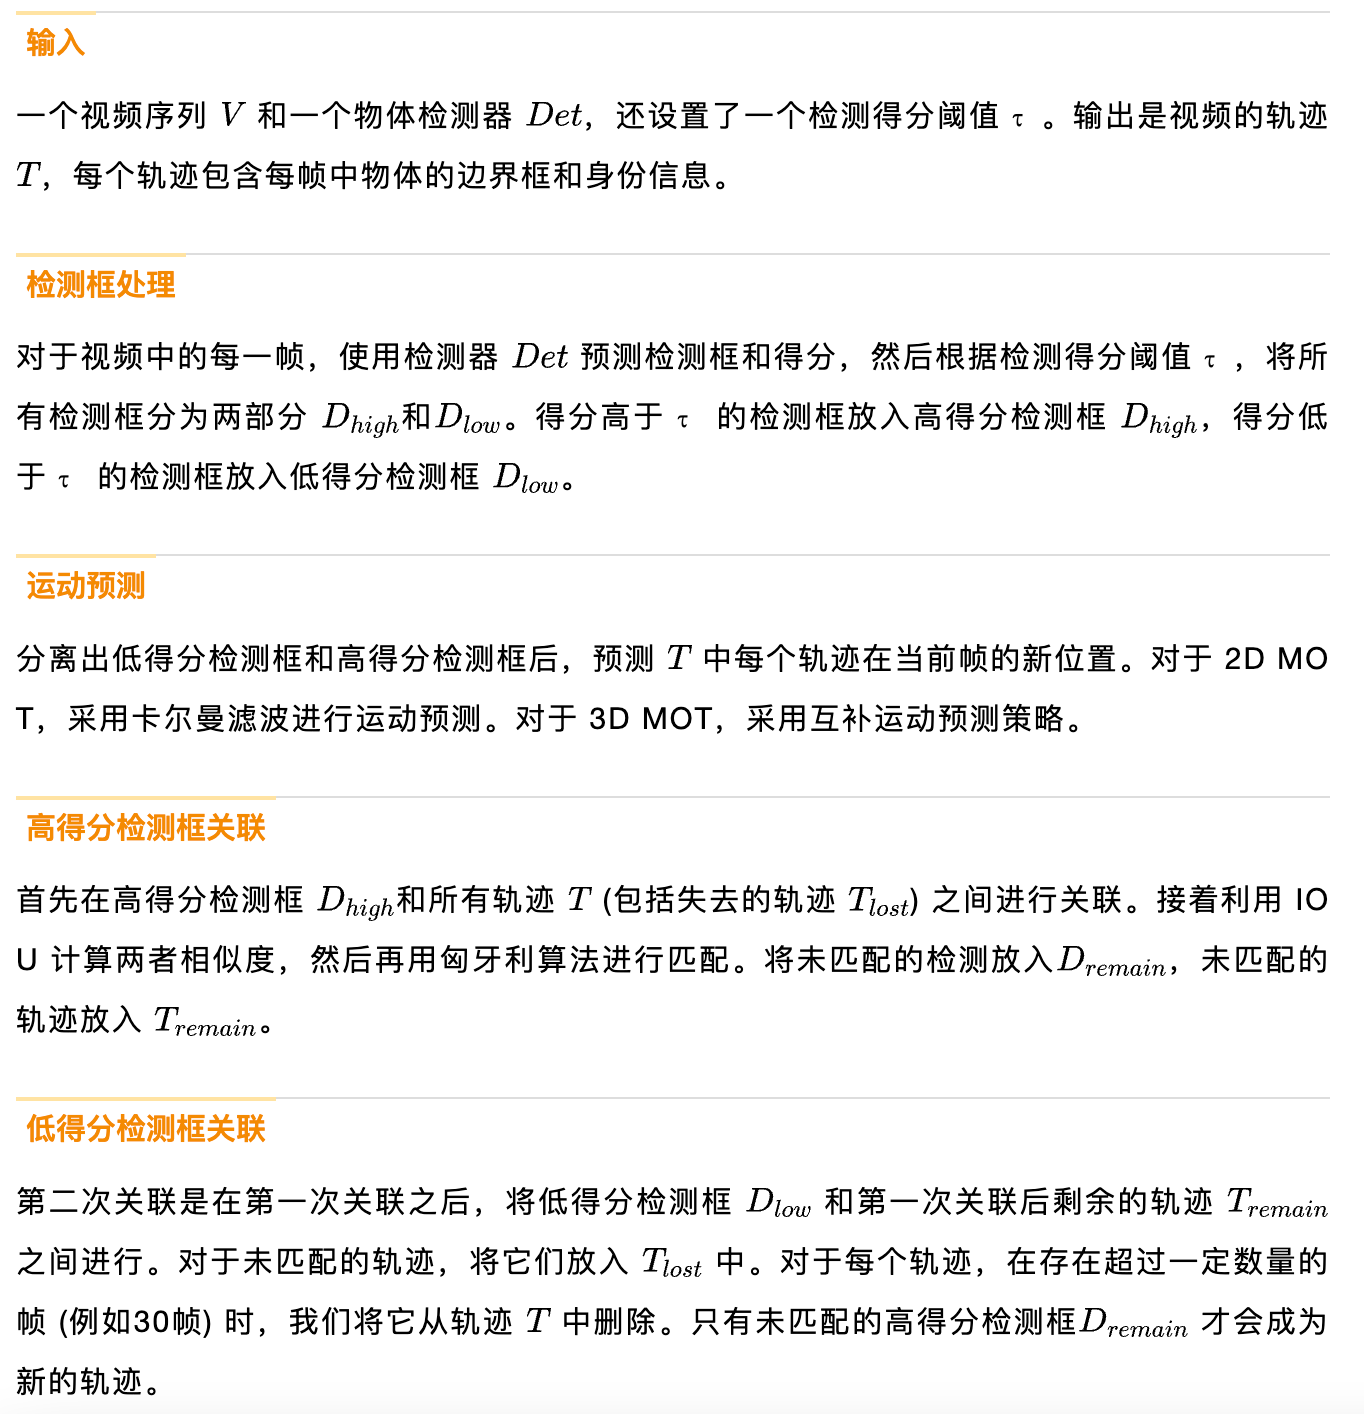 输入
一个视频序列 V 和一个物体检测器 Det，还设置了一个检测得分阈值 τ 。输出是视频的轨迹
T，每个轨迹包含每帧中物体的边界框和身份信息。
检测框处理
对于视频中的每一帧，使用检测器 Det 预测检测框和得分，然后根据检测得分阈值 τ ，将所
有检测框分为两部分 D_{high}和D_{low}。得分高于 τ 的检测框放入高得分检测框 D_{high}，得分低
于 τ 的检测框放入低得分检测框 D_{low}。
运动预测
分离出低得分检测框和高得分检测框后，预测 T 中每个轨迹在当前帧的新位置。对于 2D MO
T，采用卡尔曼滤波进行运动预测。对于 3D MOT，采用互补运动预测策略。
高得分检测框关联
首先在高得分检测框 D_{high}和所有轨迹 T (包括失去的轨迹 T_{lost}) 之间进行关联。接着利用 IO
U 计算两者相似度，然后再用匈牙利算法进行匹配。将未匹配的检测放入D_{remain}，未匹配的
轨迹放入 T_{remain}。
低得分检测框关联
第二次关联是在第一次关联之后，将低得分检测框 D_{low} 和第一次关联后剩余的轨迹 T_{remain}
之间进行。对于未匹配的轨迹，将它们放入 T_{lost} 中。对于每个轨迹，在存在超过一定数量的
帧 (例如30帧) 时，我们将它从轨迹 T 中删除。只有未匹配的高得分检测框D_{remain} 才会成为
新的轨迹。